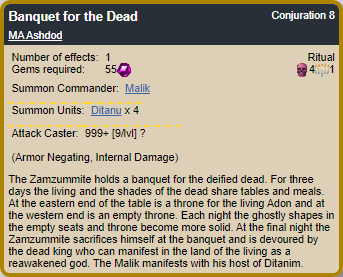 Banquet for the Dead Conjuration 8
MA Ashdod
Number of effects: 1 Ritual
Gems required: 55 4 1
Summon Commander: Malik
Summon Units: Ditanu x 4
Attack Caster: 999+ [9/lvl] ?
(Armor Negating, Internal Damage)
The Zamzummite holds a banquet for the deified dead. For three
days the living and the shades of the dead share tables and meals.
At the eastern end of the table is a throne for the living Adon and at
the western end is an empty throne. Each night the ghostly shapes in
the empty seats and throne become more solid. At the final night the
Zamzummite sacrifices himself at the banquet and is devoured by
the dead king who can manifest in the land of the living as a
reawakened god. The Malik manifests with his host of Ditanim.